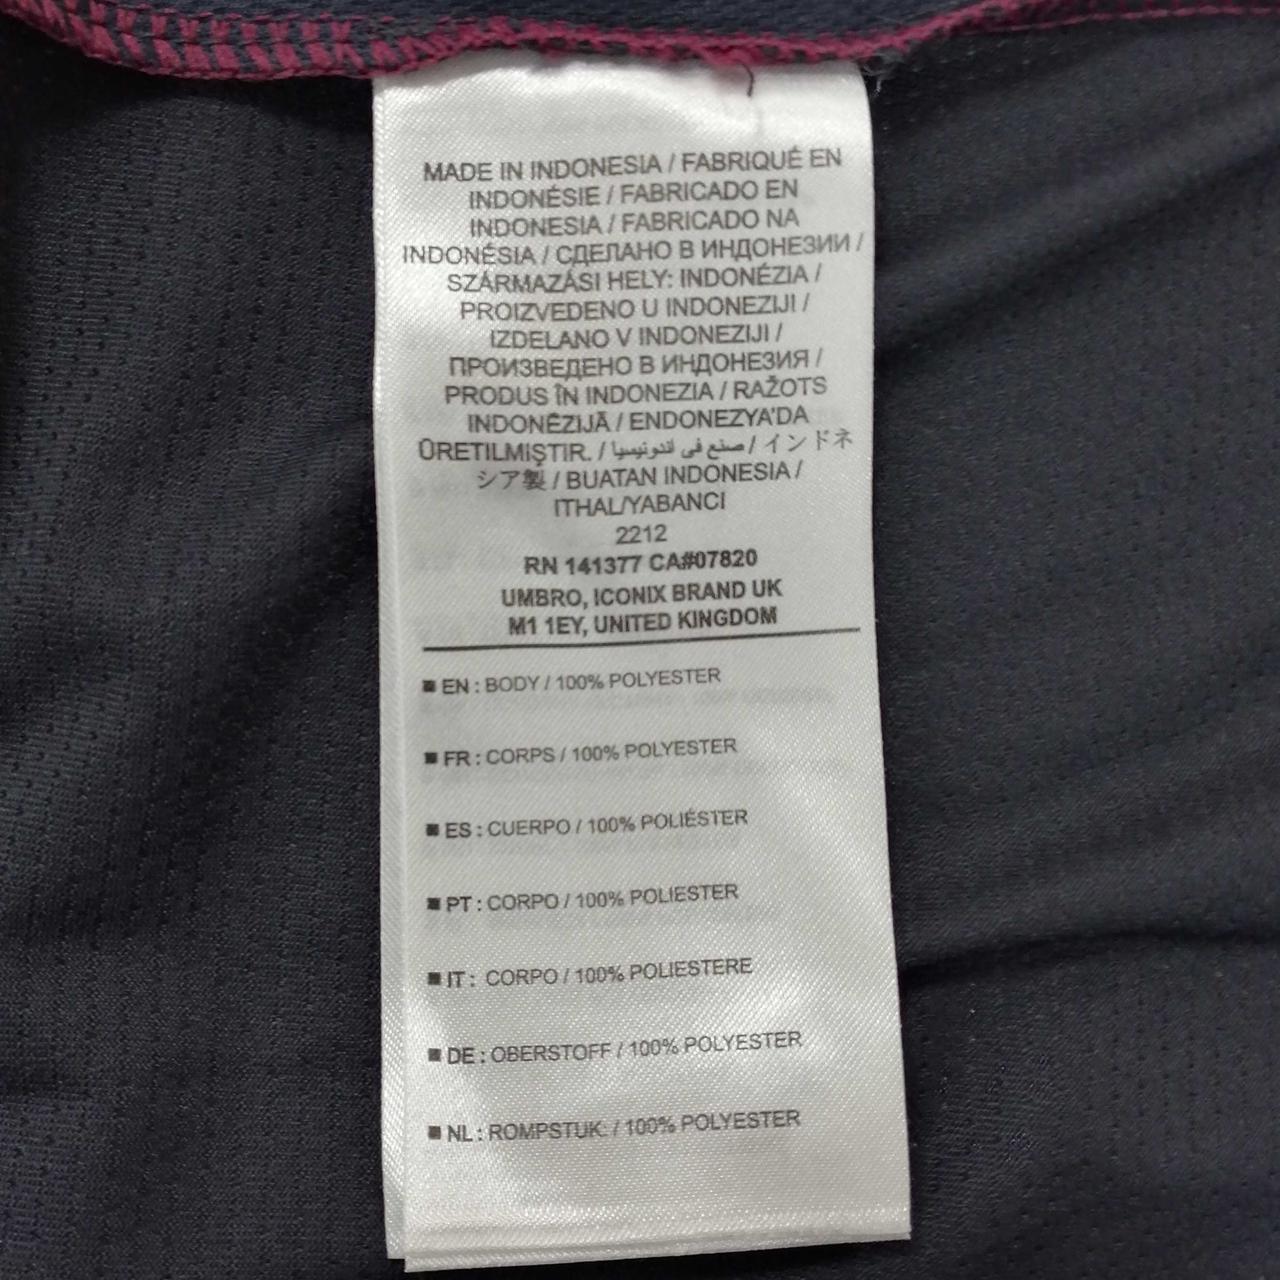 MADE IN INDONESIA / FABRIQUÉ EN
INDONÉSIE / FABRICADO EN
INDONESIA / FABRICADO NA
INDONÉSIA / СДЕЛАНО В ИНДОНЕЗИИ /
SZÁRMAZÁSI HELY: INDONÉZIA /
PROIZVEDENO U INDONEZIJI /
IZDELANO V INDONEZIJI /
ПРОИЗВЕДЕНО В ИНДОНЕЗИЯ /
PRODUS ÎN INDONEZIA / RAŽOTS
INDONĒZIJĀ / ENDONEZYA'DA
ÜRETILMIŞTIR. / صنع في اندونيسيا / インドネ
シア製 / BUATAN INDONESIA /
ITHAL/YABANCI
2212
RN 141377 CA#07820
UMBRO, ICONIX BRAND UK
M1 1EY, UNITED KINGDOM
■ EN : BODY / 100% POLYESTER
■ FR : CORPS / 100% POLYESTER
■ ES : CUERPO / 100% POLIÉSTER
■ PT : CORPO / 100% POLIESTER
■ IT : CORPO / 100% POLIESTERE
■ DE : OBERSTOFF / 100% POLYESTER
■ NL : ROMPSTUK. / 100% POLYESTER